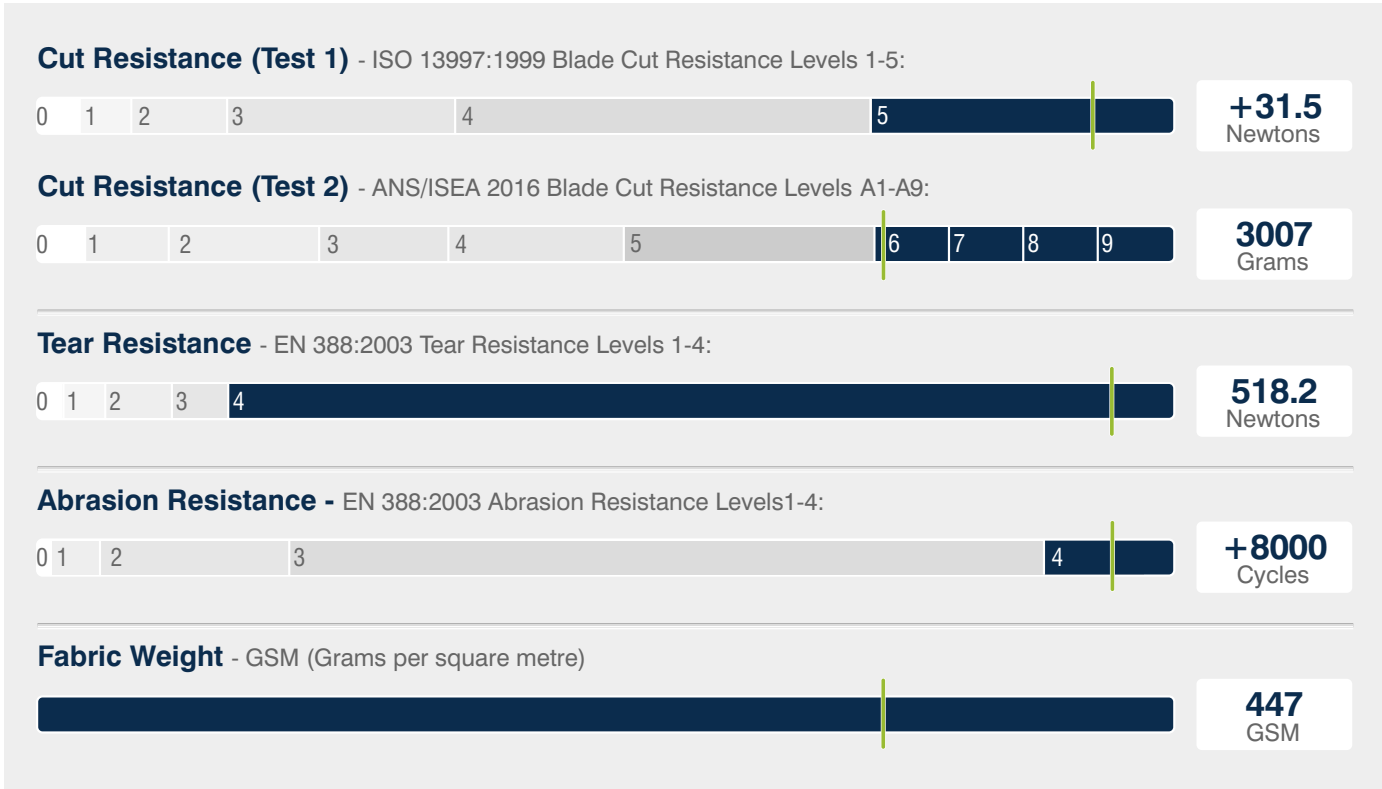 Cut Resistance (Test 1) - ISO 13997:1999 Blade Cut Resistance Levels 1-5:
0 1 2 3 4 5
+31.5
Newtons
Cut Resistance (Test 2) - ANS/ISEA 2016 Blade Cut Resistance Levels A1-A9:
0 1 2 3 4 5 6 7 8 9
3007
Grams
Tear Resistance - EN 388:2003 Tear Resistance Levels 1-4:
0 1 2 3 4
518.2
Newtons
Abrasion Resistance - EN 388:2003 Abrasion Resistance Levels1-4:
0 1 2 3 4
+8000
Cycles
Fabric Weight - GSM (Grams per square metre)
447
GSM